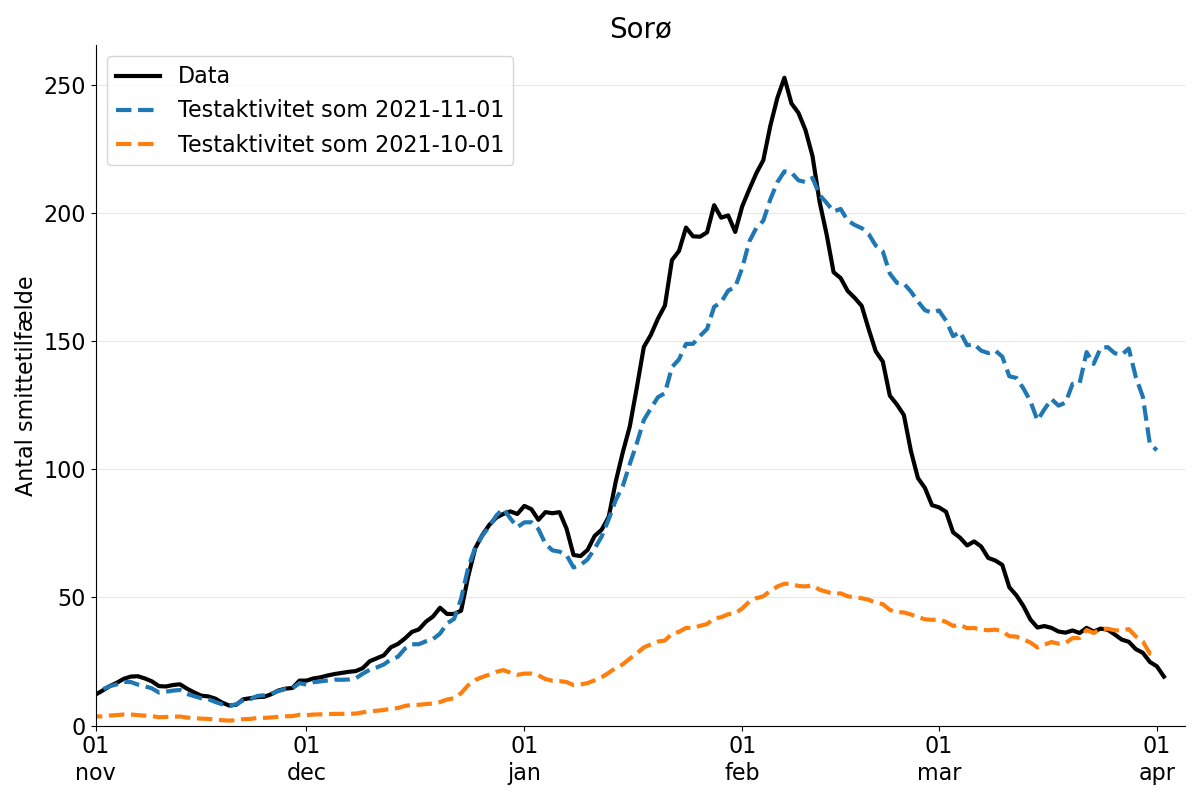 Sorø
Data
Testaktivitet som 2021-11-01
Testaktivitet som 2021-10-01
Antal smittetilfælde
250
200
150
100
50
0
01 01 01 01 01 01
nov dec jan feb mar apr